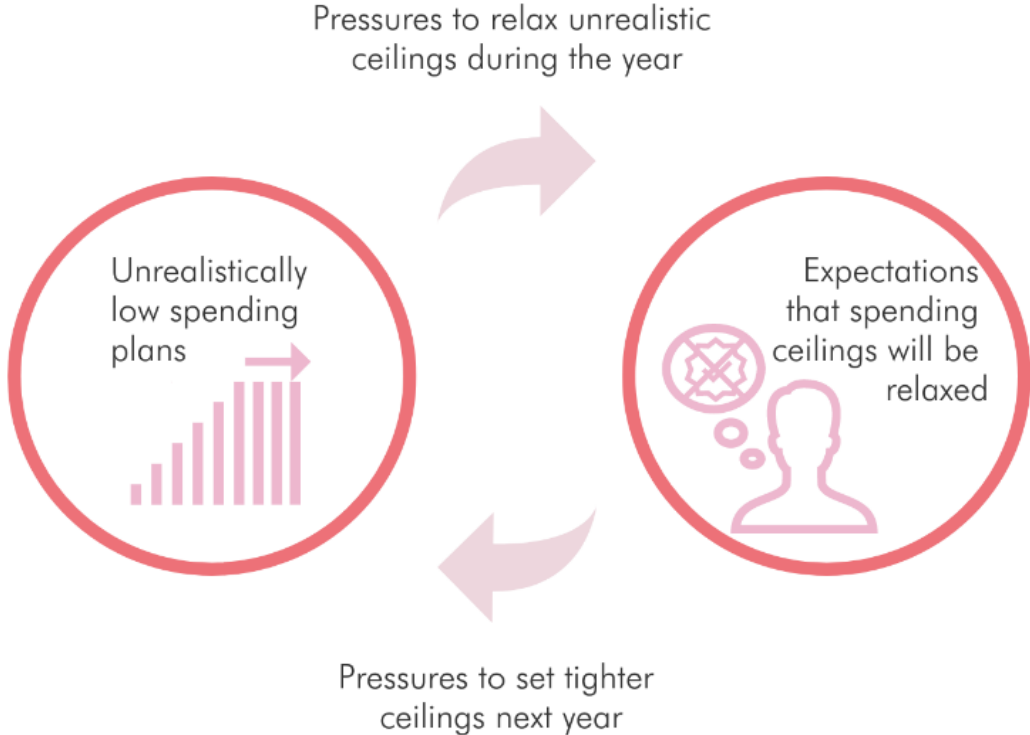 Pressures to relax unrealistic
ceilings during the year
Unrealistically
low spending
plans
Expectations
that spending
ceilings will be
relaxed
Pressures to set tighter
ceilings next year